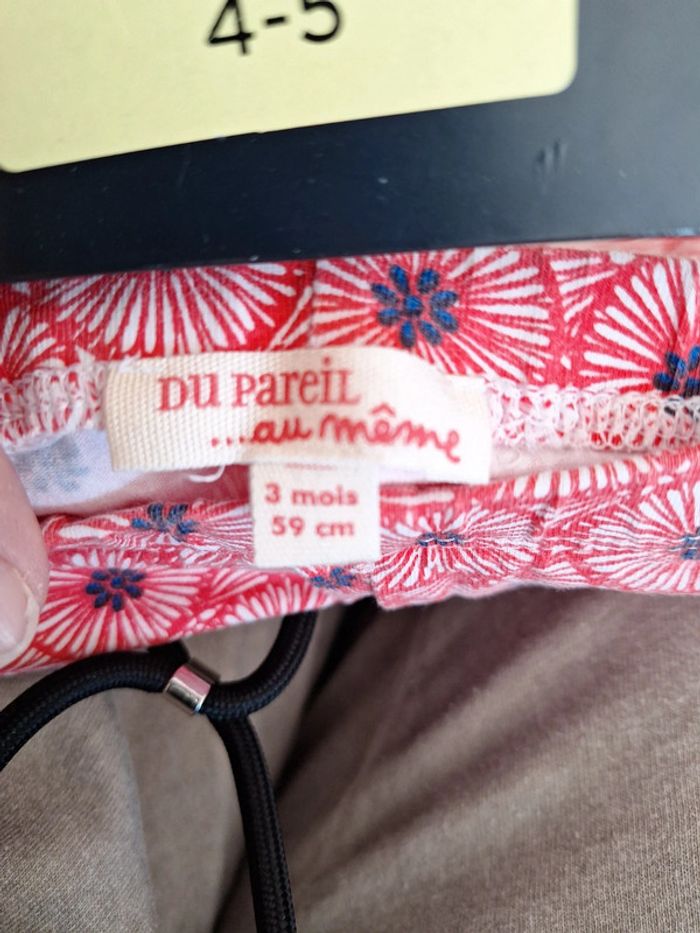 4-5
DU PAREIL
...au même
3 mois
59 cm